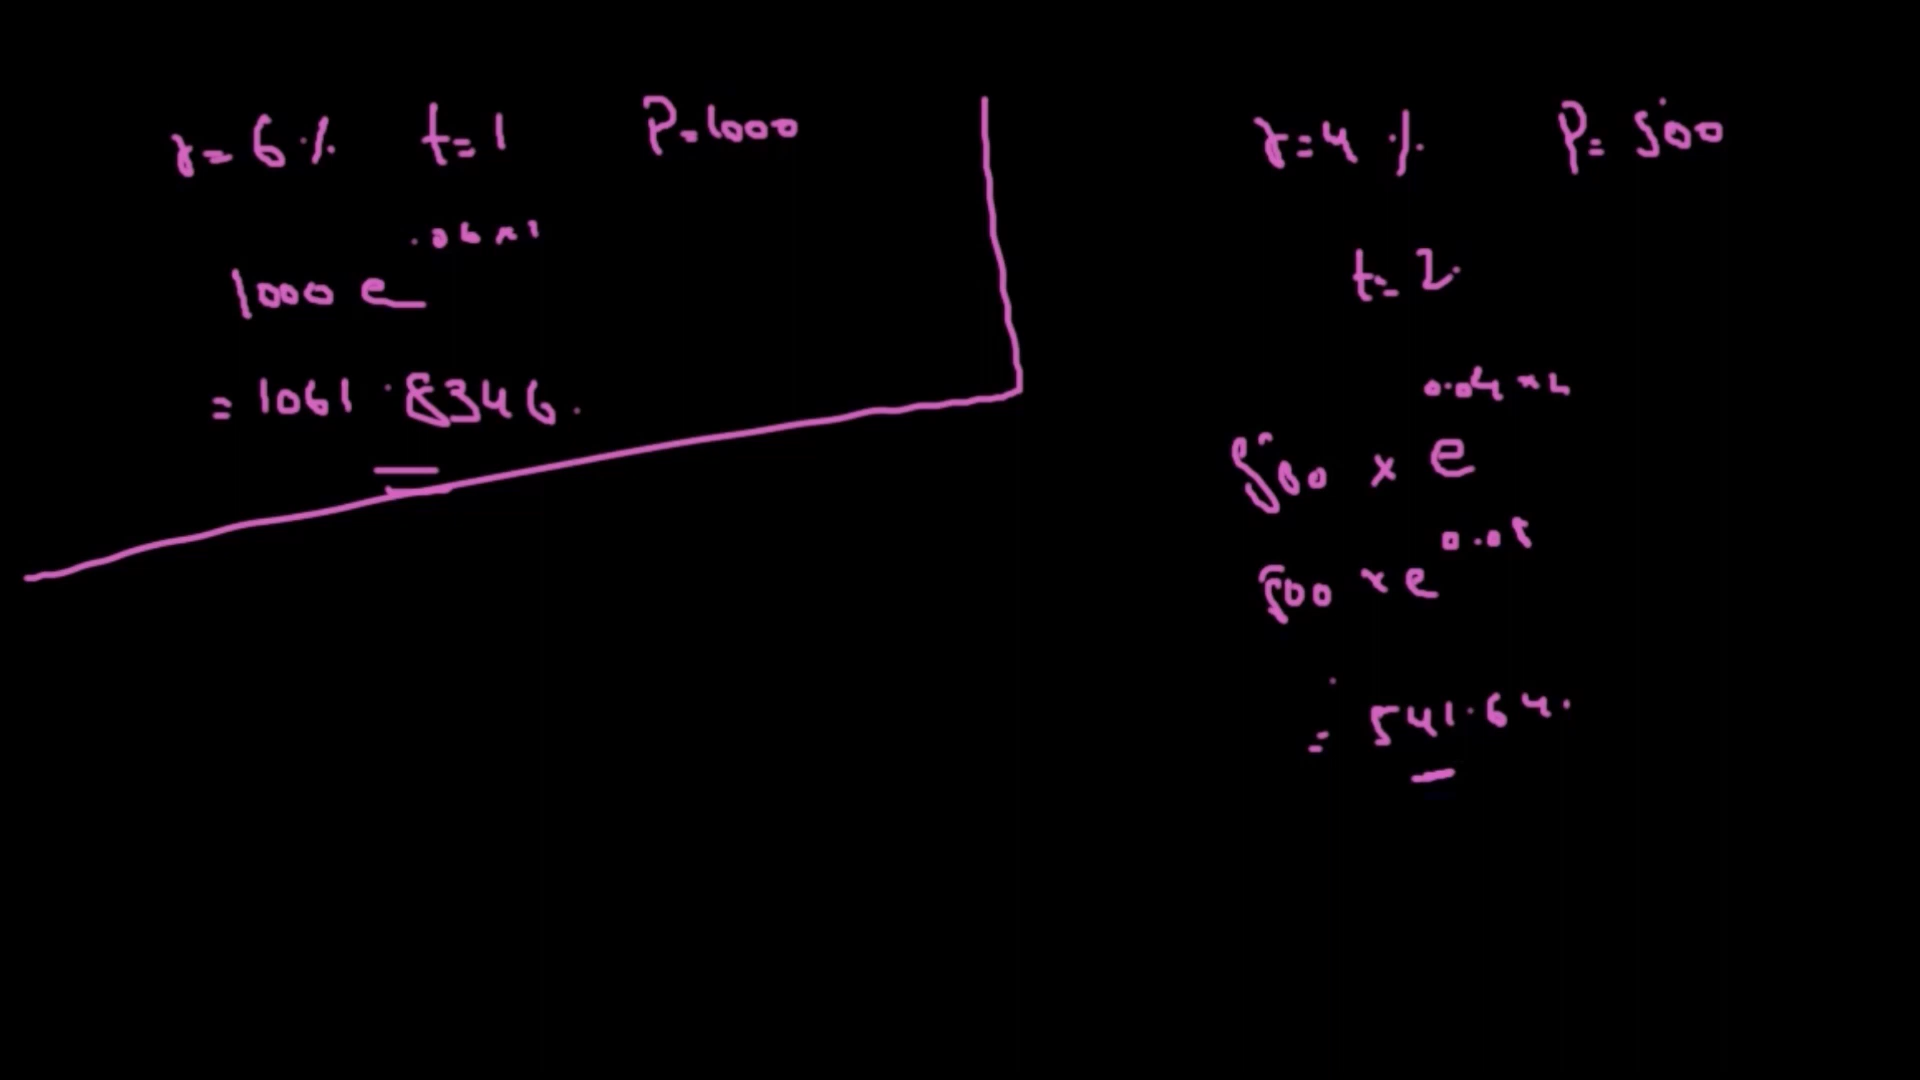 r = 6% t = 1 P = 1000
.06 x 1
1000 e
= 1061.8346.
r = 4% P = 500
t = 2.
0.04 x 2
500 x e
0.08
500 x e
= 541.64.